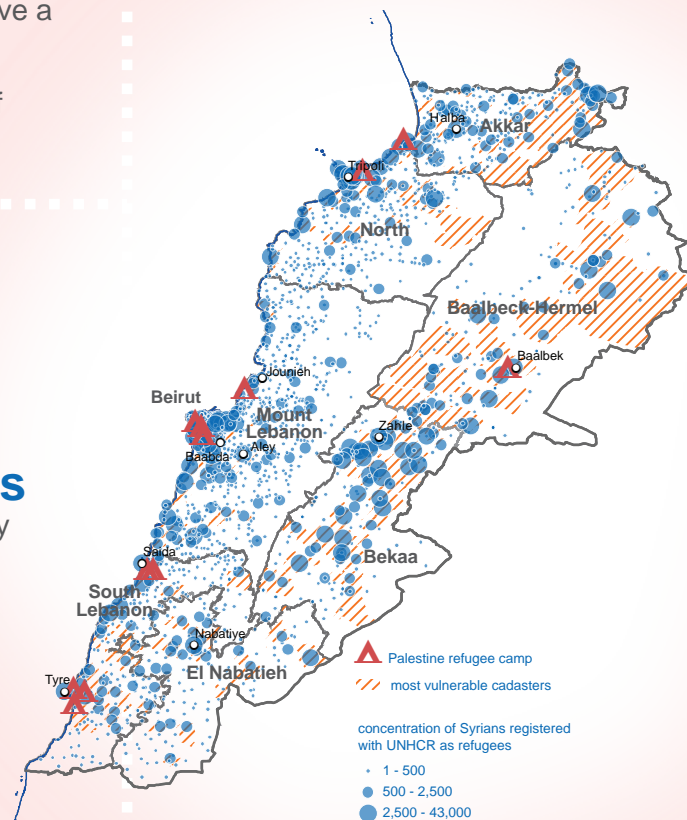 ve a
s
y
Halba
Akkar
Tripoli
North
Baalbeck-Hermel
Baâlbek
Jounieh
Beirut
Mount
Lebanon
Zahle
Baabda
Aley
Saida
Bekaa
South
Lebanon
Nabatiye
El Nabatieh
Tyre
Palestine refugee camp
most vulnerable cadasters
concentration of Syrians registered
with UNHCR as refugees
1 - 500
500 - 2,500
2,500 - 43,000